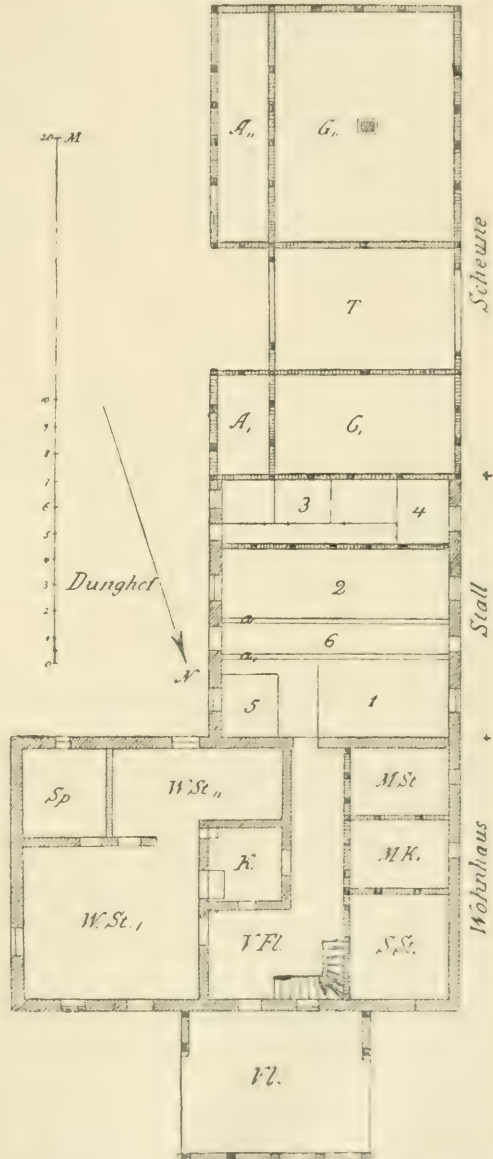 A,, G,,
20 M
Scheune
T
10
9
8
7
A, G,
3 4
6
5
4
3
2
1
0
Dunghof
2
Stall
a
6
a,
N
5 1
Sp W.St.,, M.St
K. M.K.
Wohnhaus
W.St., V.Fl. S.St.
Fl.